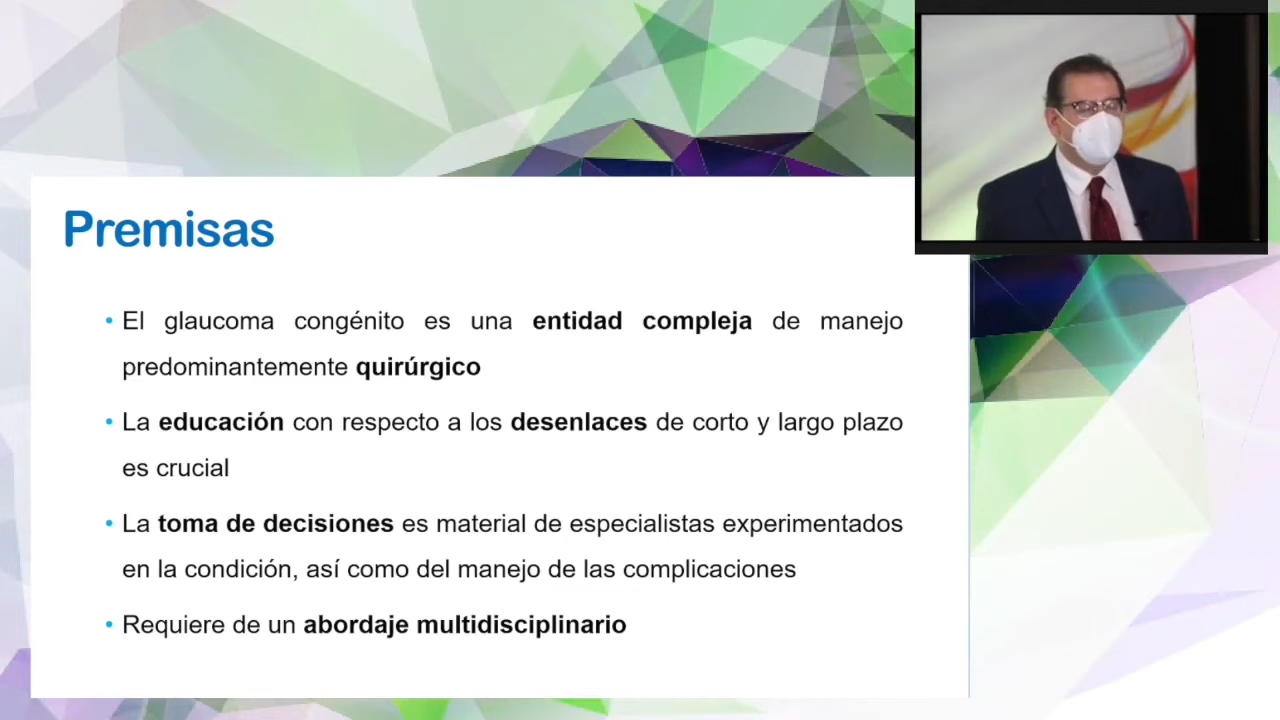 Premisas
• El glaucoma congénito es una entidad compleja de manejo
predominantemente quirúrgico
• La educación con respecto a los desenlaces de corto y largo plazo
es crucial
• La toma de decisiones es material de especialistas experimentados
en la condición, así como del manejo de las complicaciones
• Requiere de un abordaje multidisciplinario